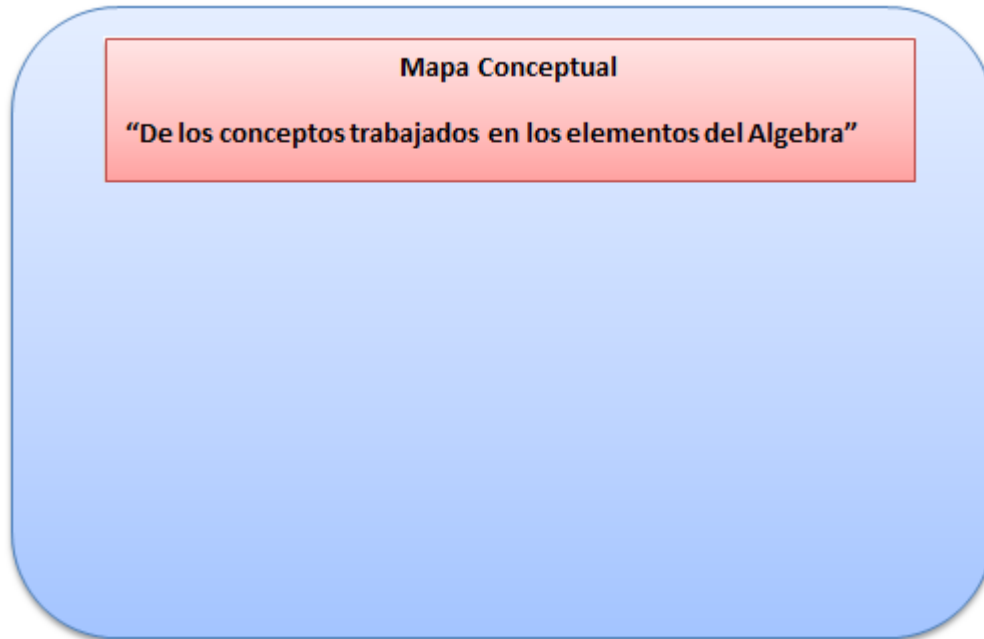 Mapa Conceptual
“De los conceptos trabajados en los elementos del Algebra”